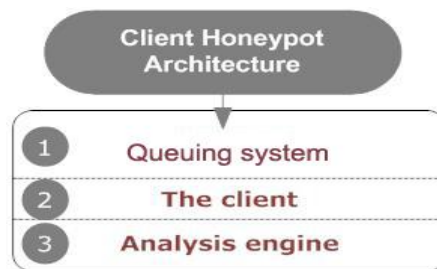 Client Honeypot
Architecture
1 Queuing system
2 The client
3 Analysis engine